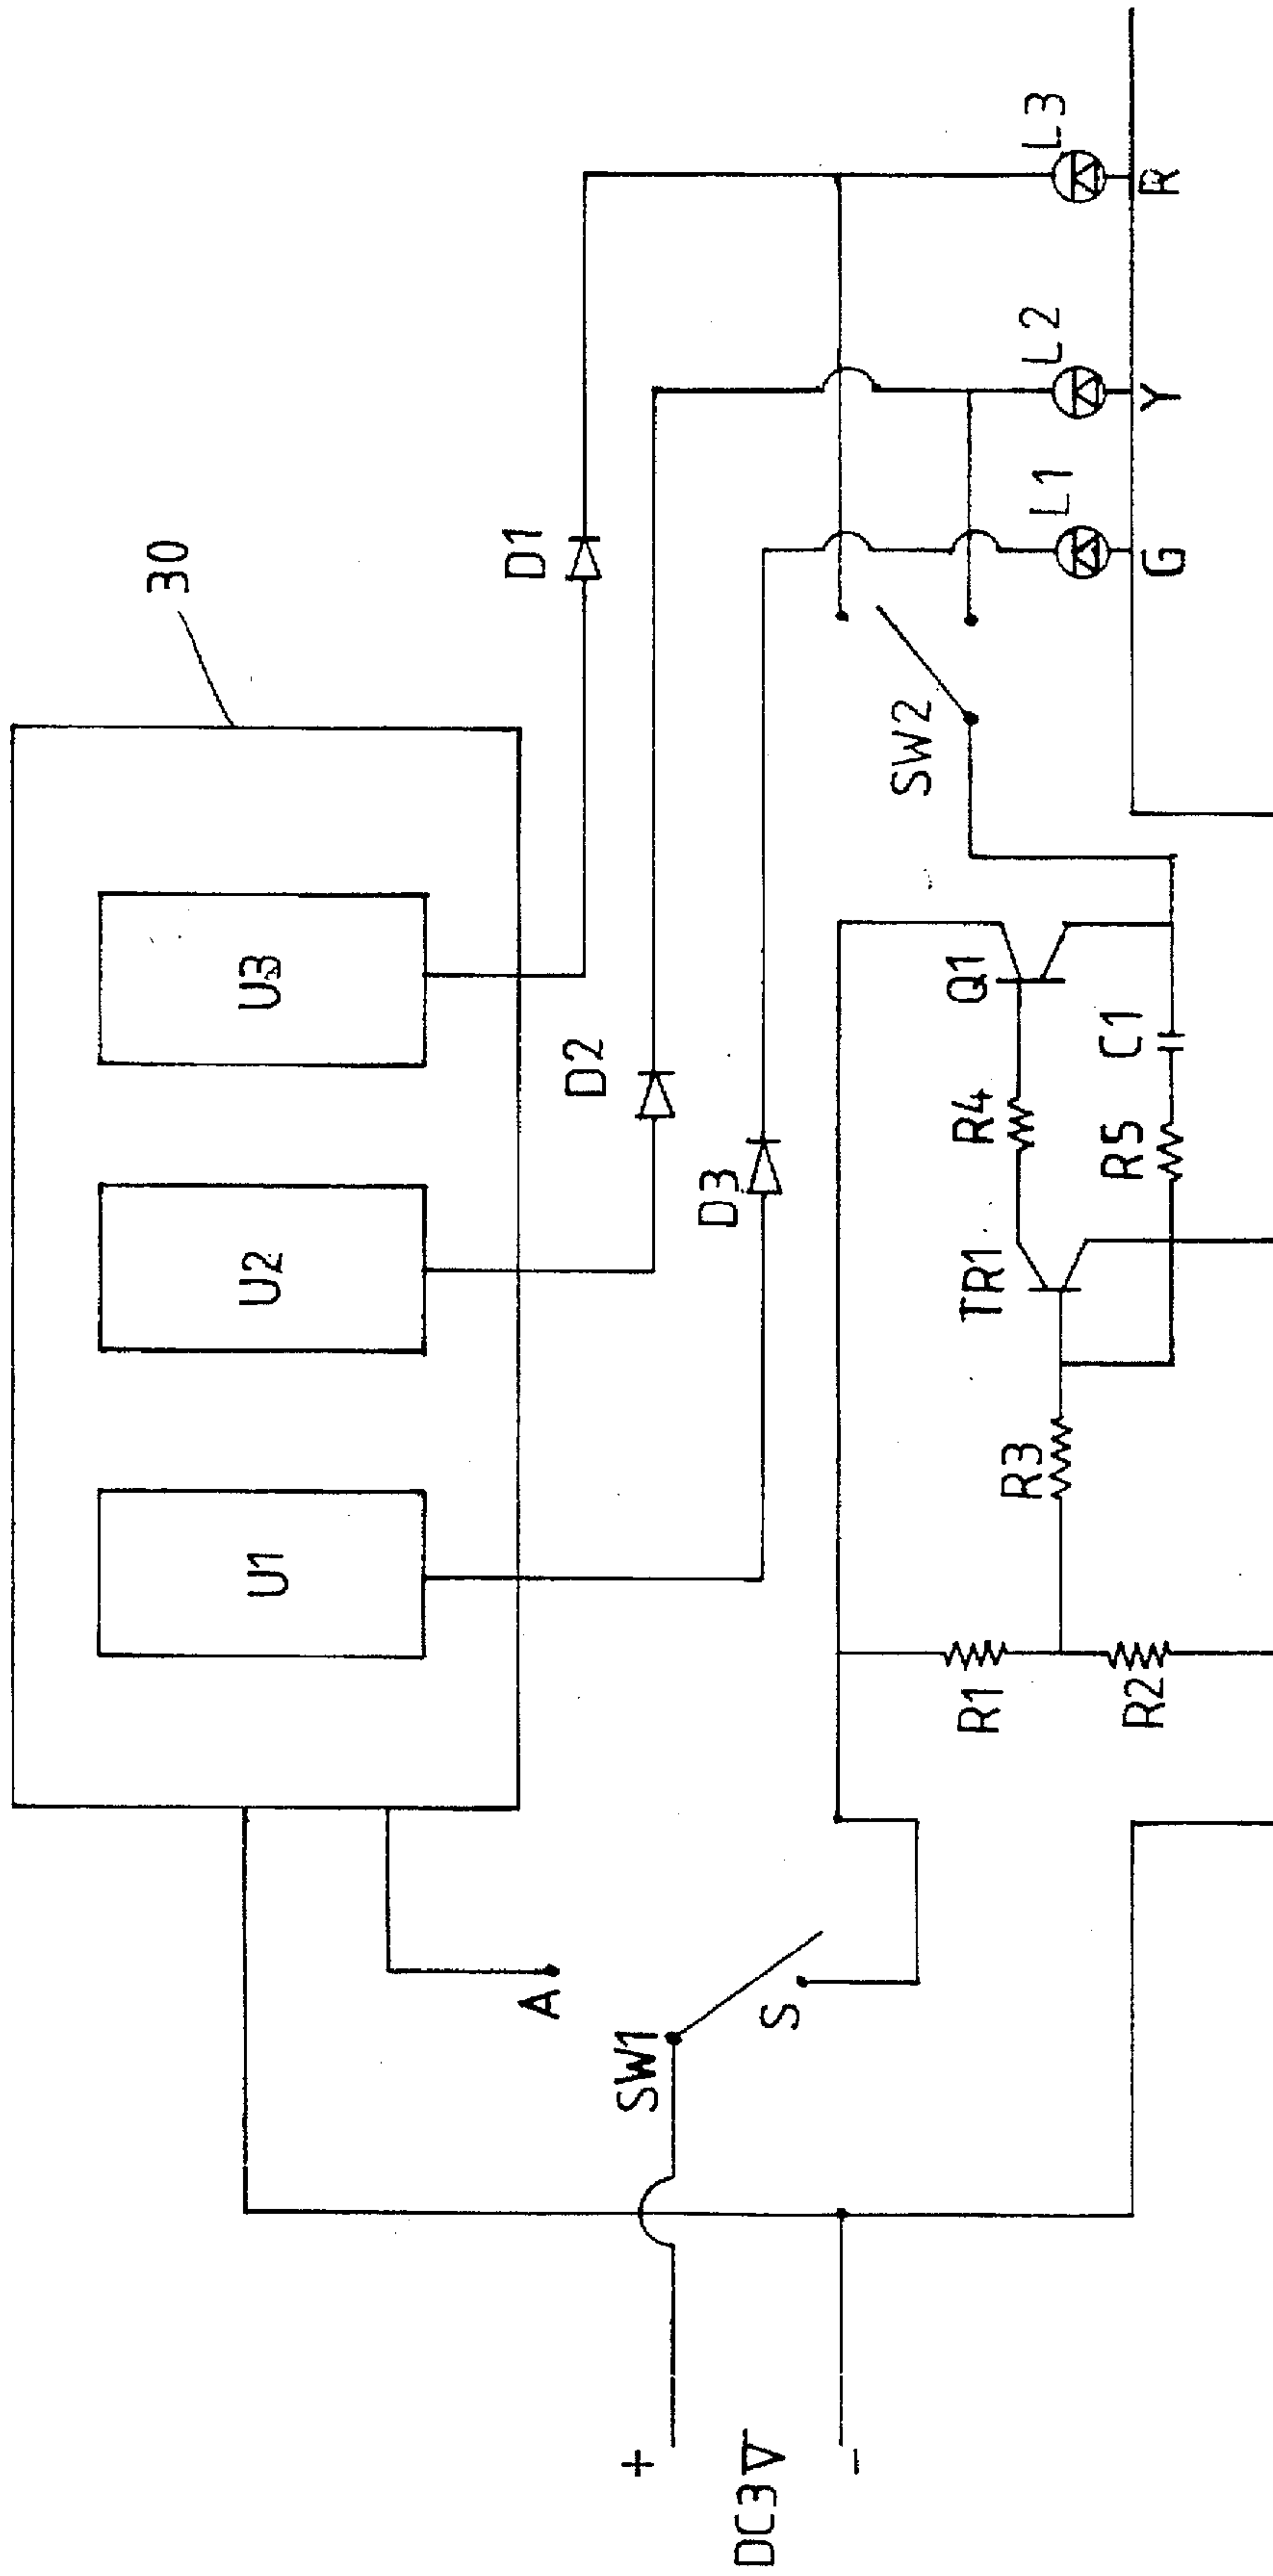 30
U1
U2
U3
D1
D2
D3
A
SW1
S
+
DC3V
-
R1
R2
R3
TR1
R4
Q1
R5
C1
SW2
L1
L2
L3
G
Y
R